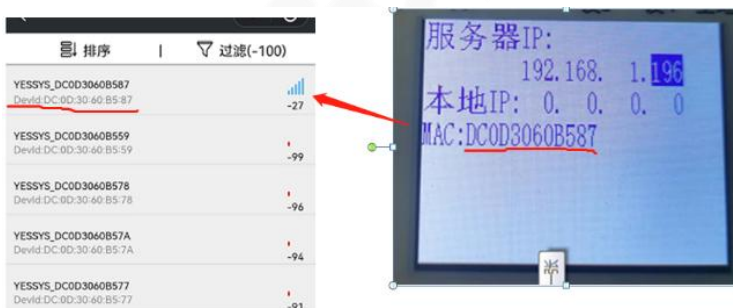 排序 | 过滤(-100)
YESSYS_DC0D3060B587
DevId:DC:0D:30:60:B5:87
-27
YESSYS_DC0D3060B559
DevId:DC:0D:30:60:B5:59
-99
YESSYS_DC0D3060B578
DevId:DC:0D:30:60:B5:78
-96
YESSYS_DC0D3060B57A
DevId:DC:0D:30:60:B5:7A
-94
YESSYS_DC0D3060B577
DevId:DC:0D:30:60:B5:77
-91
服务器IP:
192.168. 1.196
本地IP: 0. 0. 0. 0
MAC:DC0D3060B587